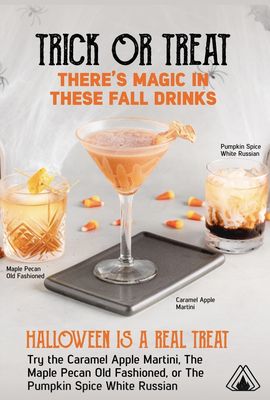 TRICK OR TREAT
THERE'S MAGIC IN
THESE FALL DRINKS
Pumpkin Spice
White Russian
Maple Pecan
Old Fashioned
Caramel Apple
Martini
HALLOWEEN IS A REAL TREAT
Try the Caramel Apple Martini, The
Maple Pecan Old Fashioned, or The
Pumpkin Spice White Russian